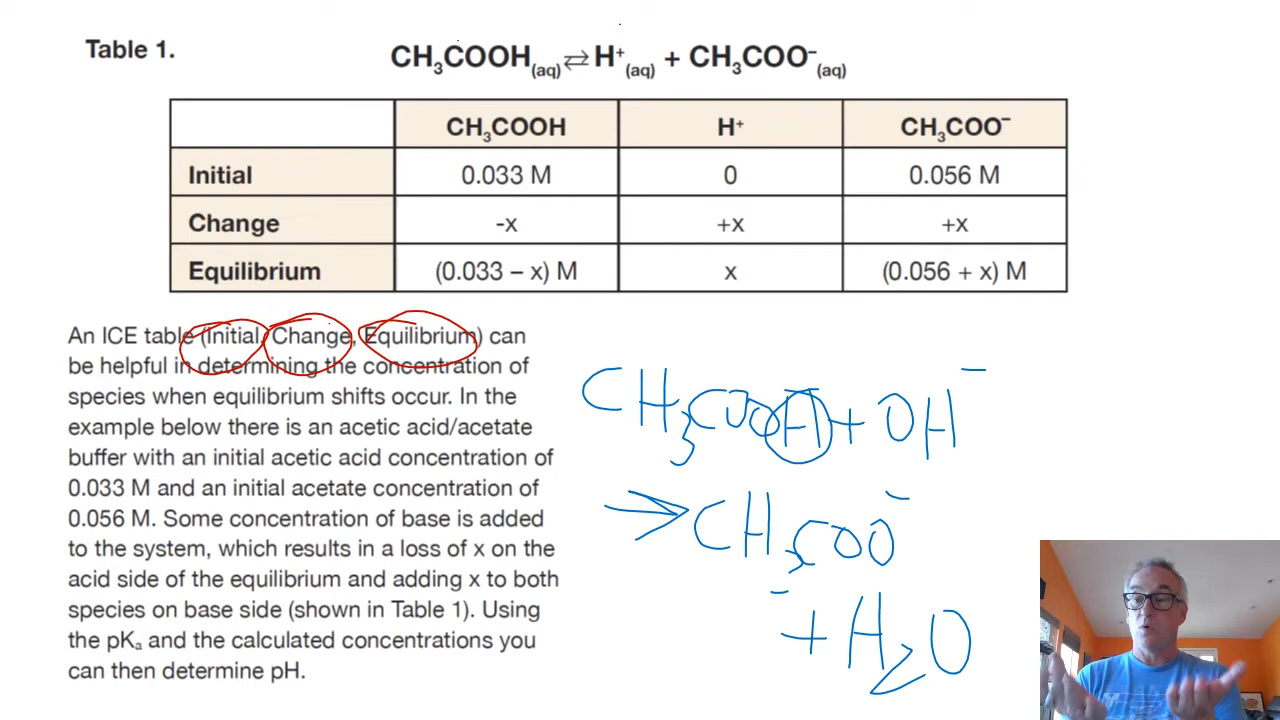 Table 1.
CH₃COOH(aq) ⇄ H⁺(aq) + CH₃COO⁻(aq)
CH₃COOH H⁺ CH₃COO⁻
Initial 0.033 M 0 0.056 M
Change -x +x +x
Equilibrium (0.033 – x) M x (0.056 + x) M
An ICE table (Initial, Change, Equilibrium) can
be helpful in determining the concentration of
species when equilibrium shifts occur. In the
example below there is an acetic acid/acetate
buffer with an initial acetic acid concentration of
0.033 M and an initial acetate concentration of
0.056 M. Some concentration of base is added
to the system, which results in a loss of x on the
acid side of the equilibrium and adding x to both
species on base side (shown in Table 1). Using
the pKₐ and the calculated concentrations you
can then determine pH.
CH₃COOH + OH⁻
→ CH₃COO⁻
+ H₂O